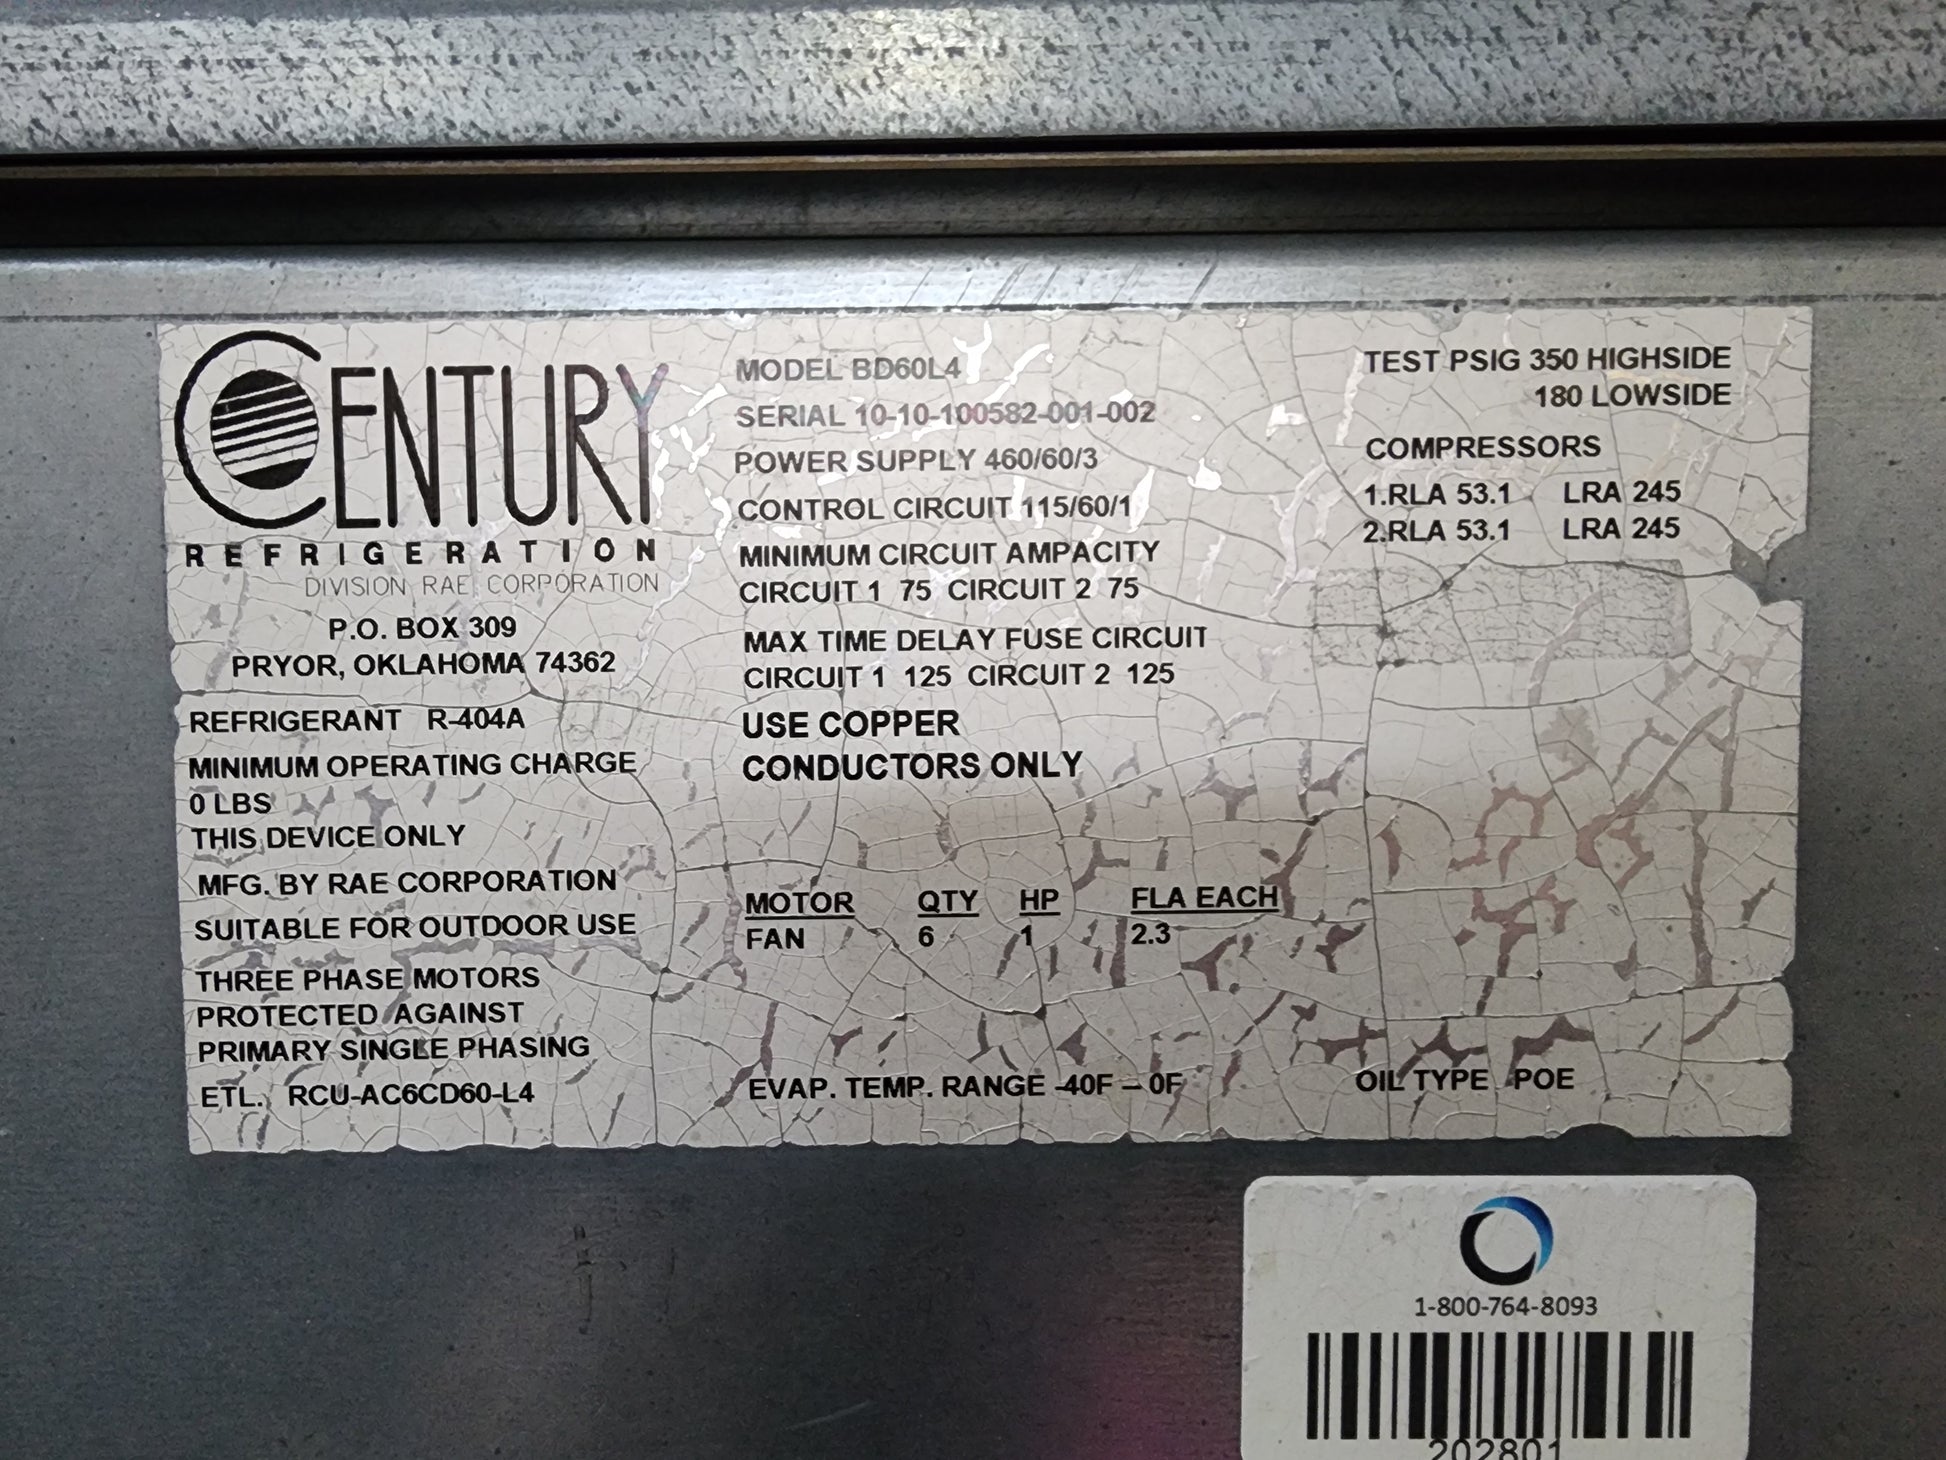 CENTURY
REFRIGERATION
DIVISION RAE CORPORATION
P.O. BOX 309
PRYOR, OKLAHOMA 74362
REFRIGERANT R-404A
MINIMUM OPERATING CHARGE
0 LBS
THIS DEVICE ONLY
MFG. BY RAE CORPORATION
SUITABLE FOR OUTDOOR USE
THREE PHASE MOTORS
PROTECTED AGAINST
PRIMARY SINGLE PHASING
ETL. RCU-AC6CD60-L4
MODEL BD60L4
SERIAL 10-10-100582-001-002
POWER SUPPLY 460/60/3
CONTROL CIRCUIT 115/60/1
MINIMUM CIRCUIT AMPACITY
CIRCUIT 1 75 CIRCUIT 2 75
MAX TIME DELAY FUSE CIRCUIT
CIRCUIT 1 125 CIRCUIT 2 125
USE COPPER
CONDUCTORS ONLY
MOTOR QTY HP FLA EACH
FAN 6 1 2.3
EVAP. TEMP. RANGE -40F – 0F
TEST PSIG 350 HIGHSIDE
180 LOWSIDE
COMPRESSORS
1.RLA 53.1 LRA 245
2.RLA 53.1 LRA 245
OIL TYPE POE
1-800-764-8093
202801